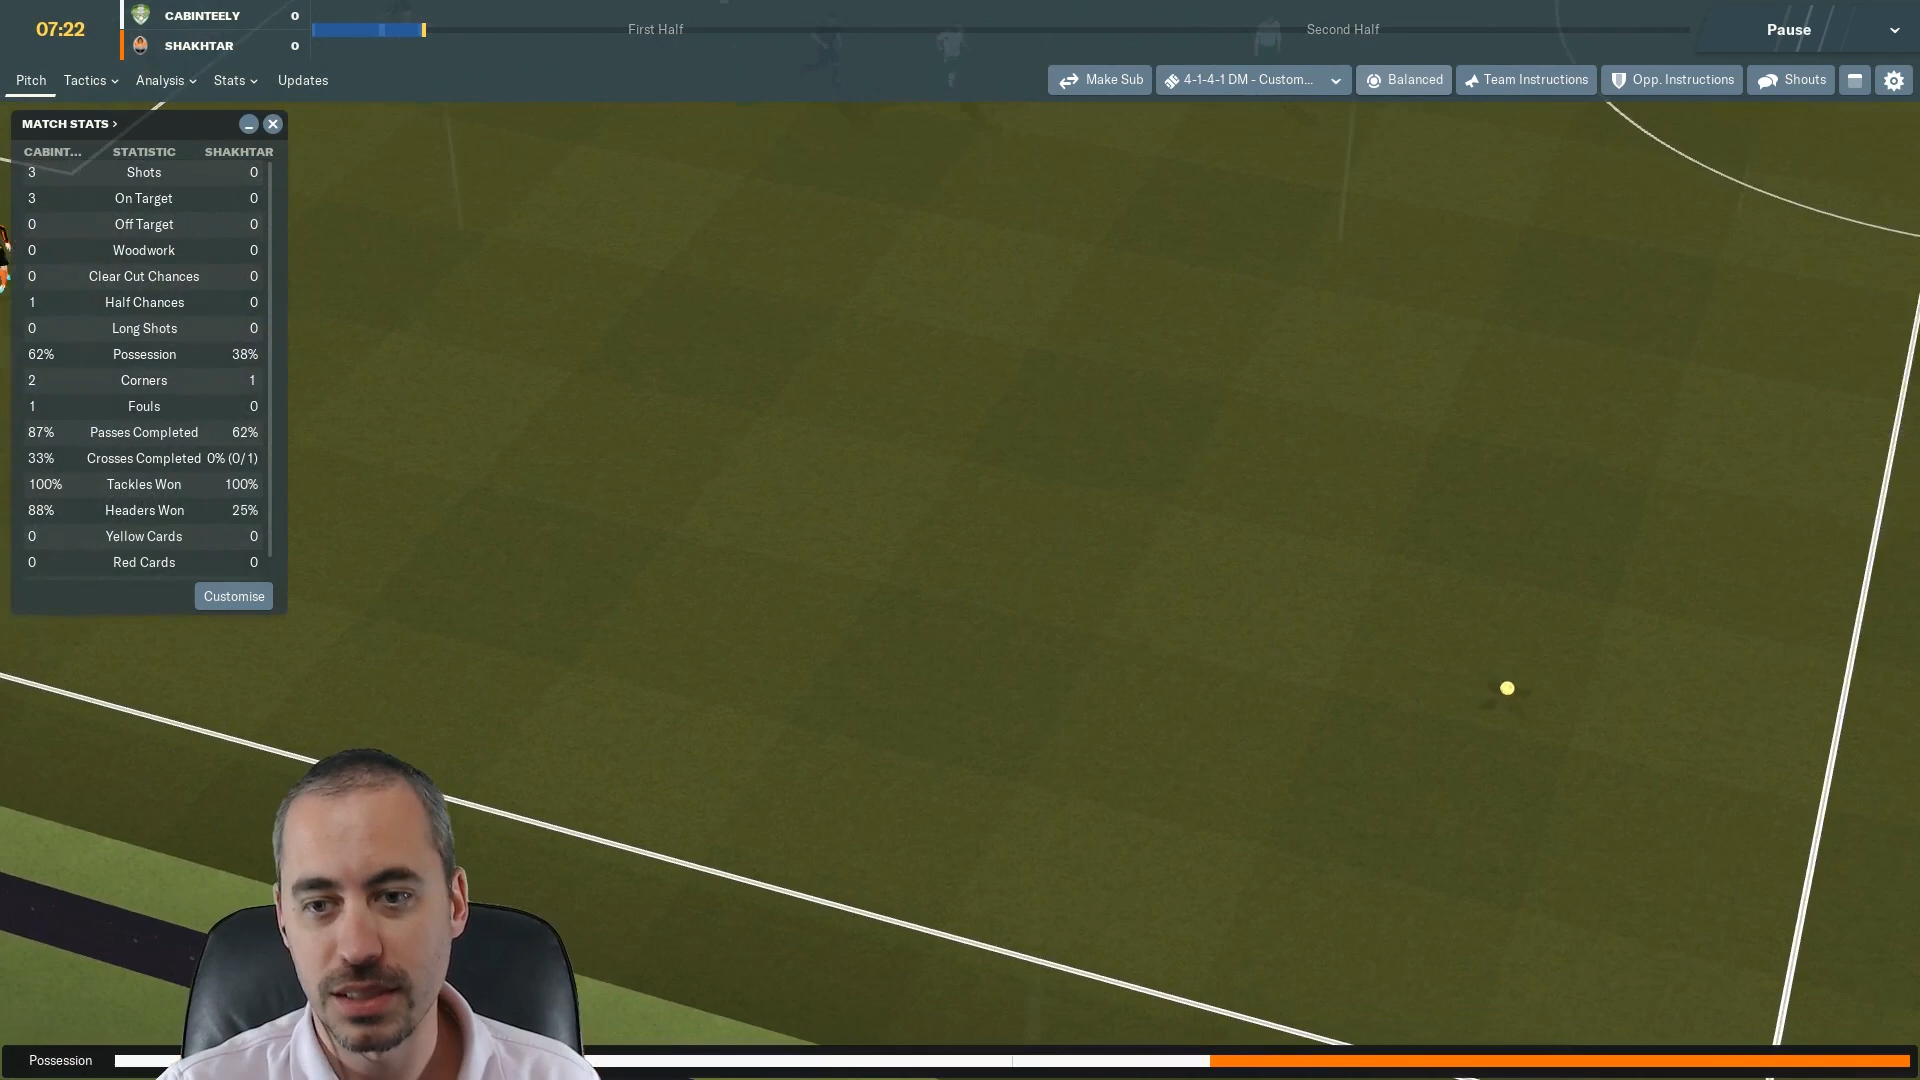 07:22
CABINTEELY 0
SHAKHTAR 0
First Half
Second Half
Pause
Pitch Tactics Analysis Stats Updates
Make Sub
4-1-4-1 DM - Custom...
Balanced
Team Instructions
Opp. Instructions
Shouts
MATCH STATS >
CABINT... STATISTIC SHAKHTAR
3 Shots 0
3 On Target 0
0 Off Target 0
0 Woodwork 0
0 Clear Cut Chances 0
1 Half Chances 0
0 Long Shots 0
62% Possession 38%
2 Corners 1
1 Fouls 0
87% Passes Completed 62%
33% Crosses Completed 0% (0/1)
100% Tackles Won 100%
88% Headers Won 25%
0 Yellow Cards 0
0 Red Cards 0
Customise
Possession